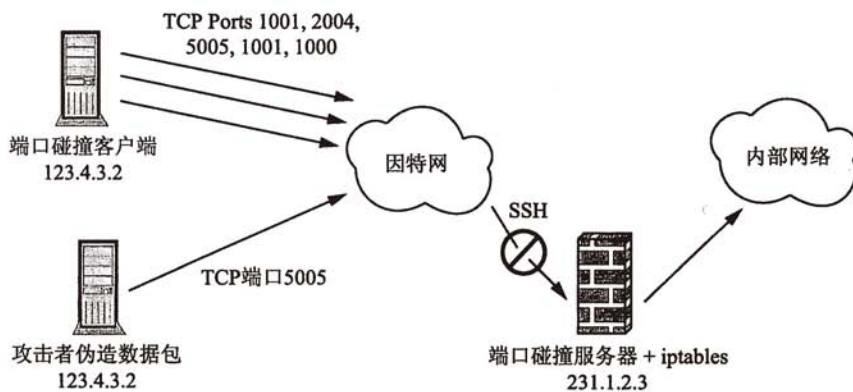 TCP Ports 1001, 2004,
5005, 1001, 1000
端口碰撞客户端
123.4.3.2
因特网
内部网络
SSH
TCP端口5005
攻击者伪造数据包
123.4.3.2
端口碰撞服务器 + iptables
231.1.2.3